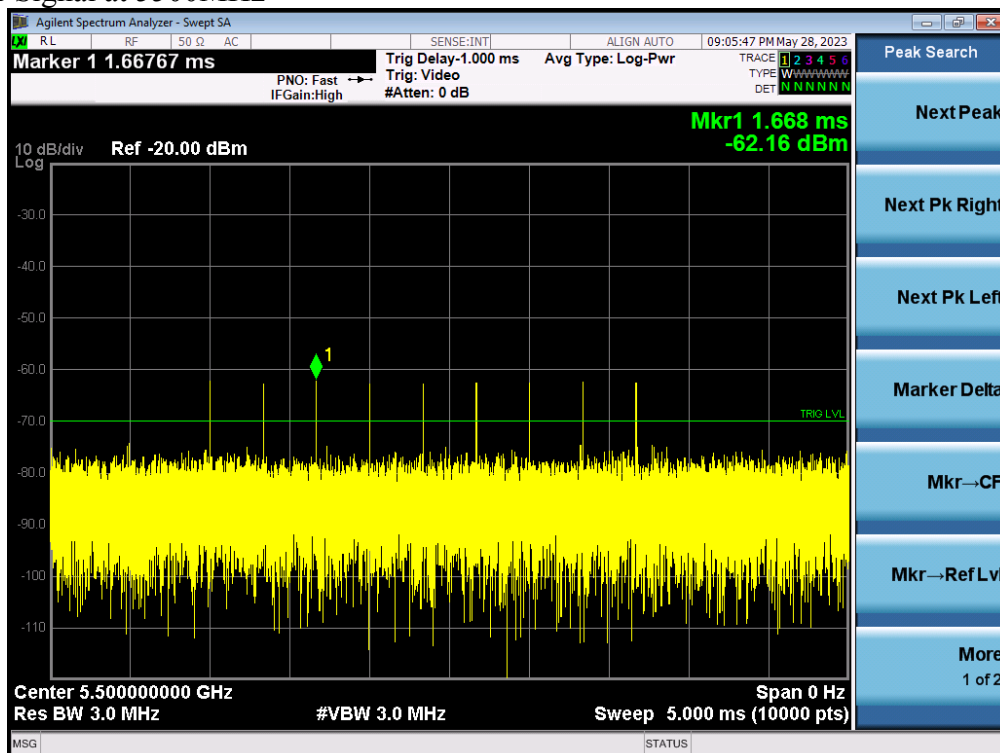 Signal at 5500MHz
Agilent Spectrum Analyzer - Swept SA
LXI RL RF 50 Ω AC SENSE:INT ALIGN AUTO 09:05:47 PM May 28, 2023
Marker 1 1.66767 ms
PNO: Fast
IFGain:High
Trig Delay-1.000 ms
Trig: Video
#Atten: 0 dB
Avg Type: Log-Pwr
TRACE 1 2 3 4 5 6
TYPE WWWWWW
DET N N N N N N
Peak Search
Mkr1 1.668 ms
-62.16 dBm
10 dB/div Ref -20.00 dBm
Log
-30.0
-40.0
-50.0
-60.0
-70.0
-80.0
-90.0
-100
-110
1
TRIG LVL
Center 5.500000000 GHz Span 0 Hz
Res BW 3.0 MHz #VBW 3.0 MHz Sweep 5.000 ms (10000 pts)
MSG STATUS
Next Peak
Next Pk Right
Next Pk Left
Marker Delta
Mkr→CF
Mkr→Ref Lvl
More
1 of 2